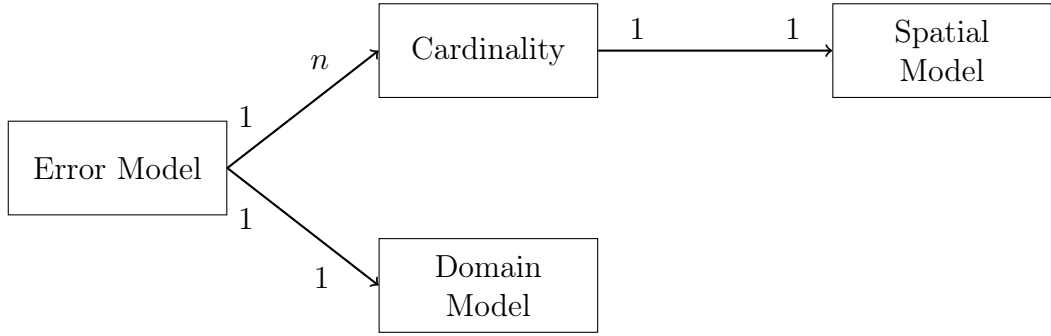 Cardinality
1
1
Spatial
Model
n
1
Error Model
1
1
Domain
Model